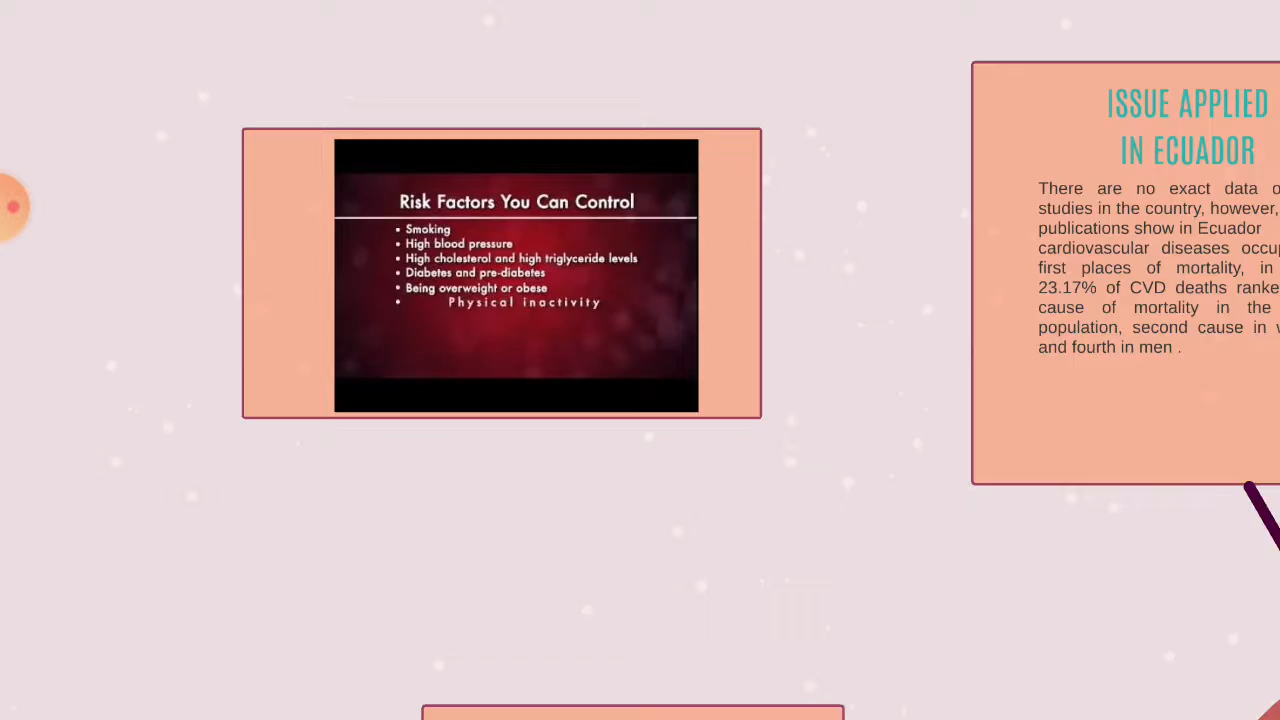 Risk Factors You Can Control
• Smoking
• High blood pressure
• High cholesterol and high triglyceride levels
• Diabetes and pre-diabetes
• Being overweight or obese
• Physical inactivity
ISSUE APPLIED
IN ECUADOR
There are no exact data
studies in the country, however,
publications show in Ecuador
cardiovascular diseases
first places of mortality, in
23.17% of CVD deaths
cause of mortality in the
population, second cause in
and fourth in men .